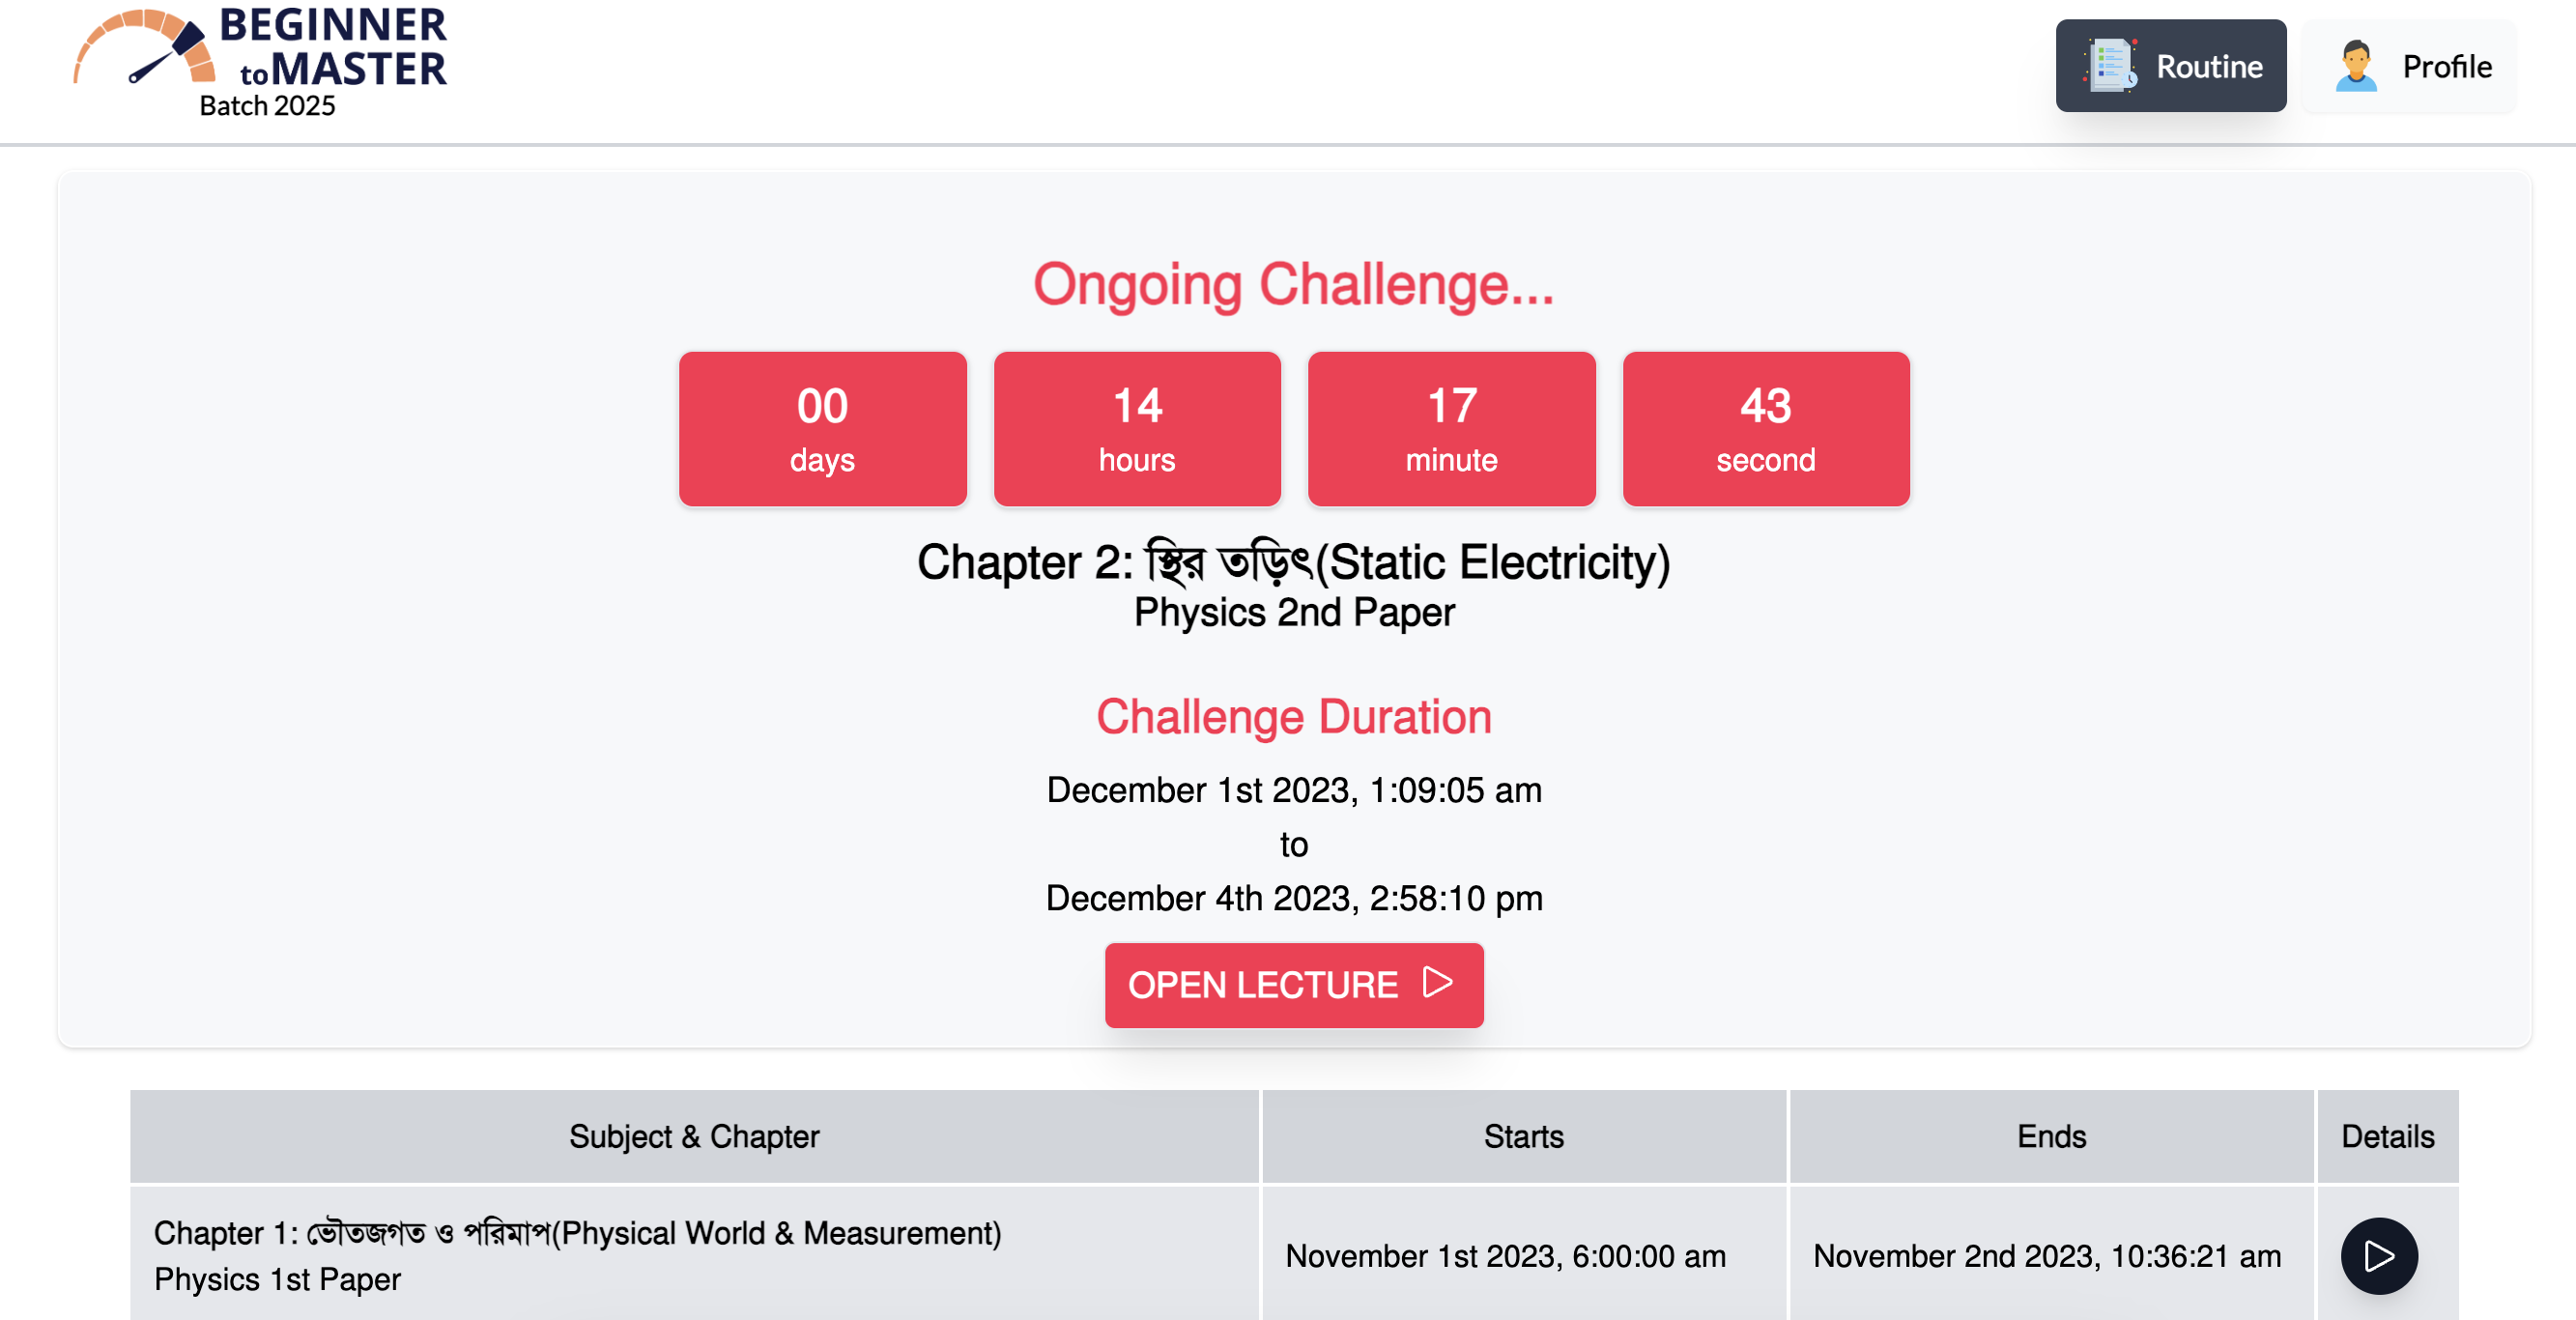 BEGINNER
to MASTER
Batch 2025
Routine
Profile
Ongoing Challenge...
00 14 17 43
days hours minute second
Chapter 2: স্থির তড়িৎ(Static Electricity)
Physics 2nd Paper
Challenge Duration
December 1st 2023, 1:09:05 am
to
December 4th 2023, 2:58:10 pm
OPEN LECTURE
Subject & Chapter Starts Ends Details
Chapter 1: ভৌতজগত ও পরিমাপ(Physical World & Measurement)
Physics 1st Paper
November 1st 2023, 6:00:00 am
November 2nd 2023, 10:36:21 am